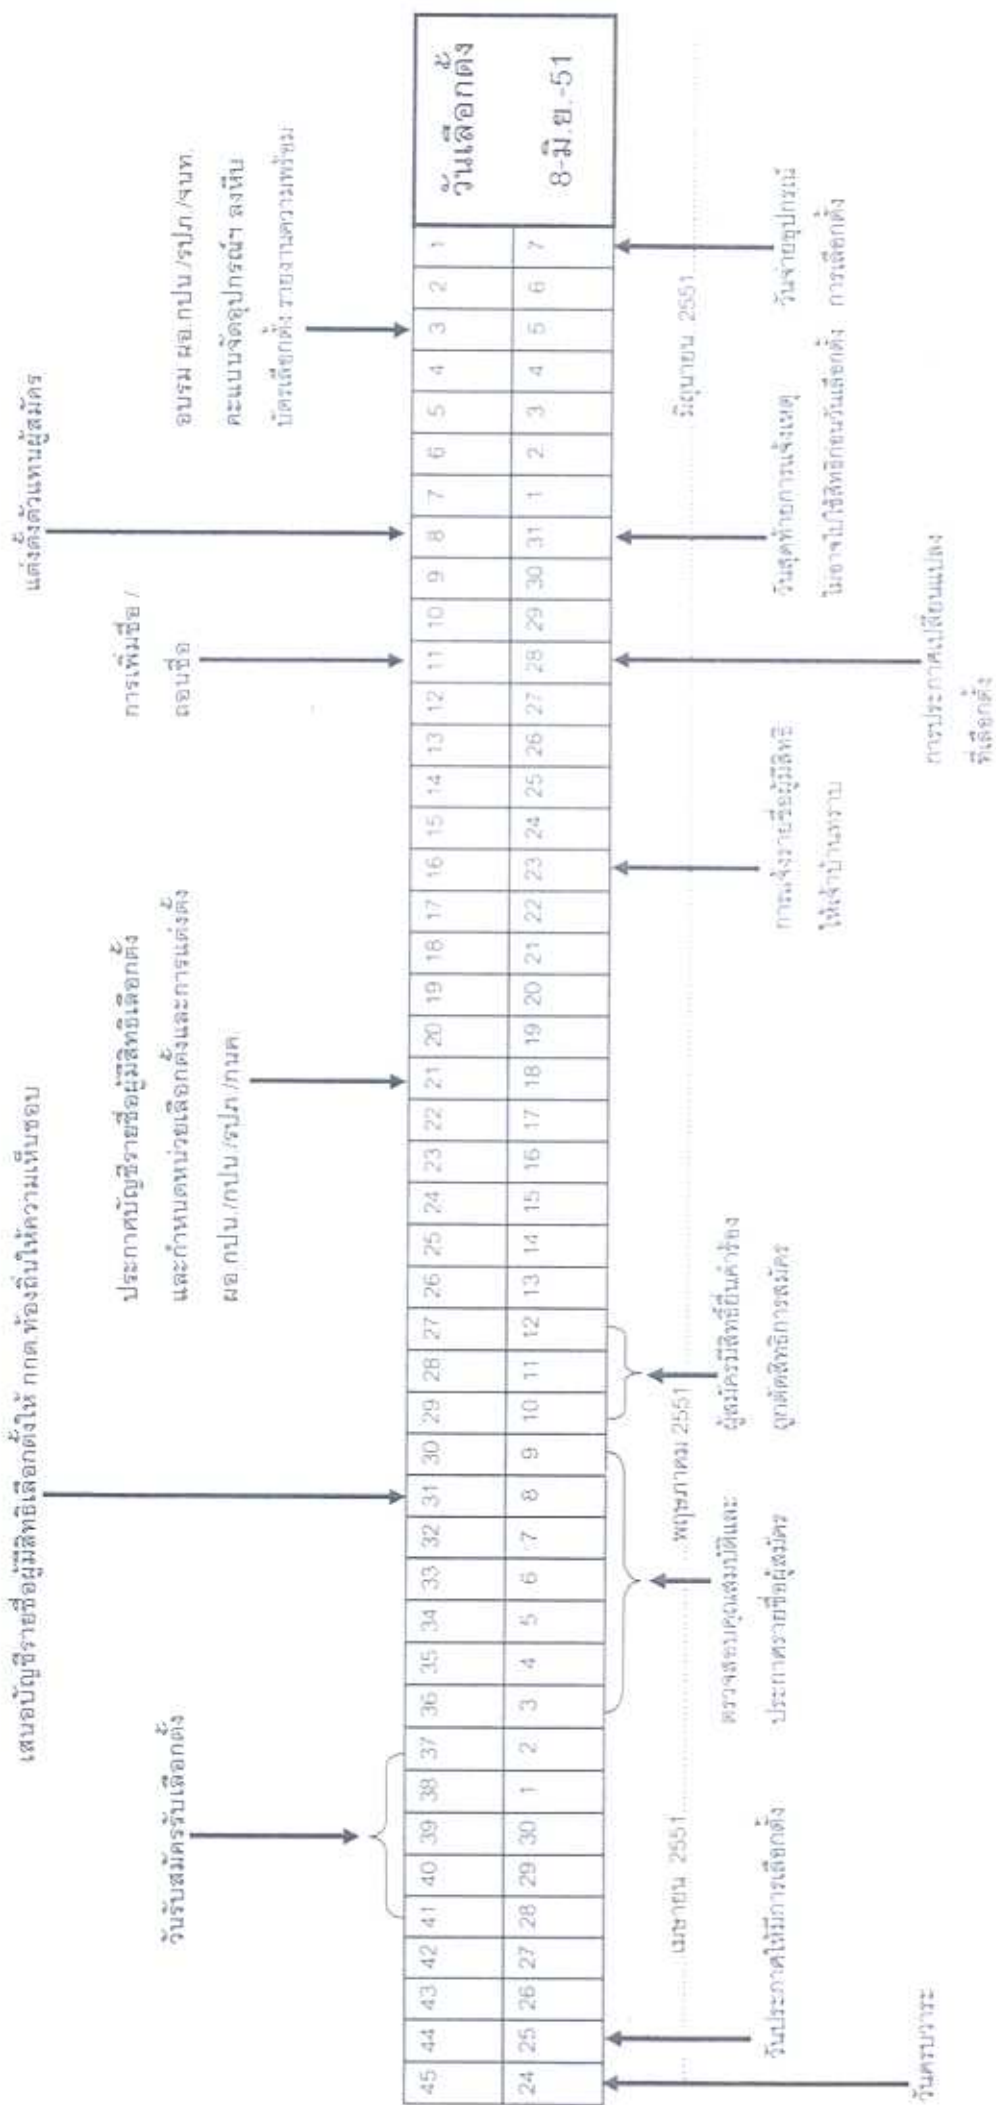 เสนอบัญชีรายชื่อผู้มีสิทธิเลือกตั้งให้ กกต.ท้องถิ่นให้ความเห็นชอบ
แต่งตั้งตัวแทนผู้สมัคร
วันรับสมัครรับเลือกตั้ง
ประกาศบัญชีรายชื่อผู้มีสิทธิเลือกตั้ง
และกำหนดหน่วยเลือกตั้งและการแต่งตั้ง
ผอ.กปน./กปน./รปภ./กนค.
การเพิ่มชื่อ /
ถอนชื่อ
อบรม ผอ.กปน./รปภ./จนท.
คะแนนจัดอุปกรณ์ฯ ลงหีบ
บัตรเลือกตั้ง รายงานความพร้อม
45 44 43 42 41 40 39 38 37 36 35 34 33 32 31 30 29 28 27 26 25 24 23 22 21 20 19 18 17 16 15 14 13 12 11 10 9 8 7 6 5 4 3 2 1
วันเลือกตั้ง
24 25 26 27 28 29 30 1 2 3 4 5 6 7 8 9 10 11 12 13 14 15 16 17 18 19 20 21 22 23 24 25 26 27 28 29 30 31 1 2 3 4 5 6 7
8-มิ.ย.-51
เมษายน 2551 พฤษภาคม 2551 มิถุนายน 2551
วันครบวาระ
วันประกาศให้มีการเลือกตั้ง
ตรวจสอบคุณสมบัติและ
ประกาศรายชื่อผู้สมัคร
ผู้สมัครมีสิทธิ์ยื่นคำร้อง
ถูกตัดสิทธิการสมัคร
การแจ้งรายชื่อผู้มีสิทธิ
ให้เจ้าบ้านทราบ
การประกาศเปลี่ยนแปลง
ที่เลือกตั้ง
วันสุดท้ายการแจ้งเหตุ
ไม่อาจไปใช้สิทธิก่อนวันเลือกตั้ง
วันจ่ายอุปกรณ์
การเลือกตั้ง